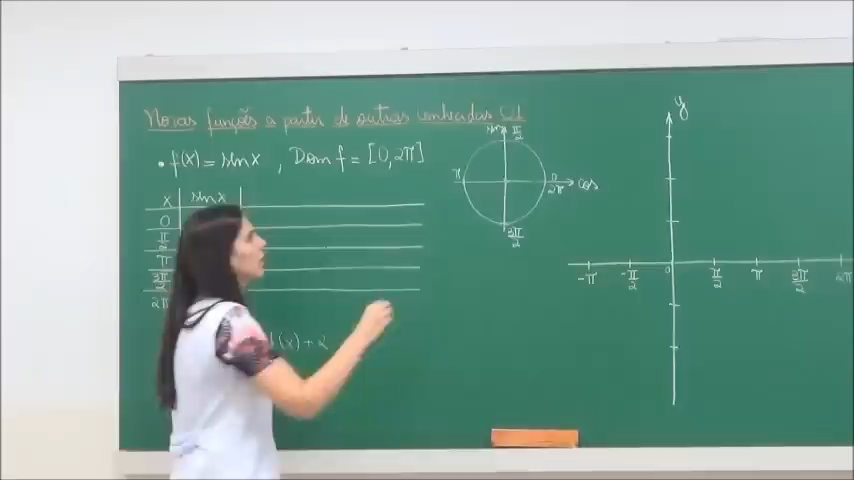 Novas funções a partir de outras conhecidas
• f(x) = sen x , Dom f = [0, 2π]
x | sen x
0
π/2
π
3π/2
2π
f(x) + 2
sen π/2
π 0
2π cos
3π/2
y
0
-π -π/2 π/2 π 3π/2 2π